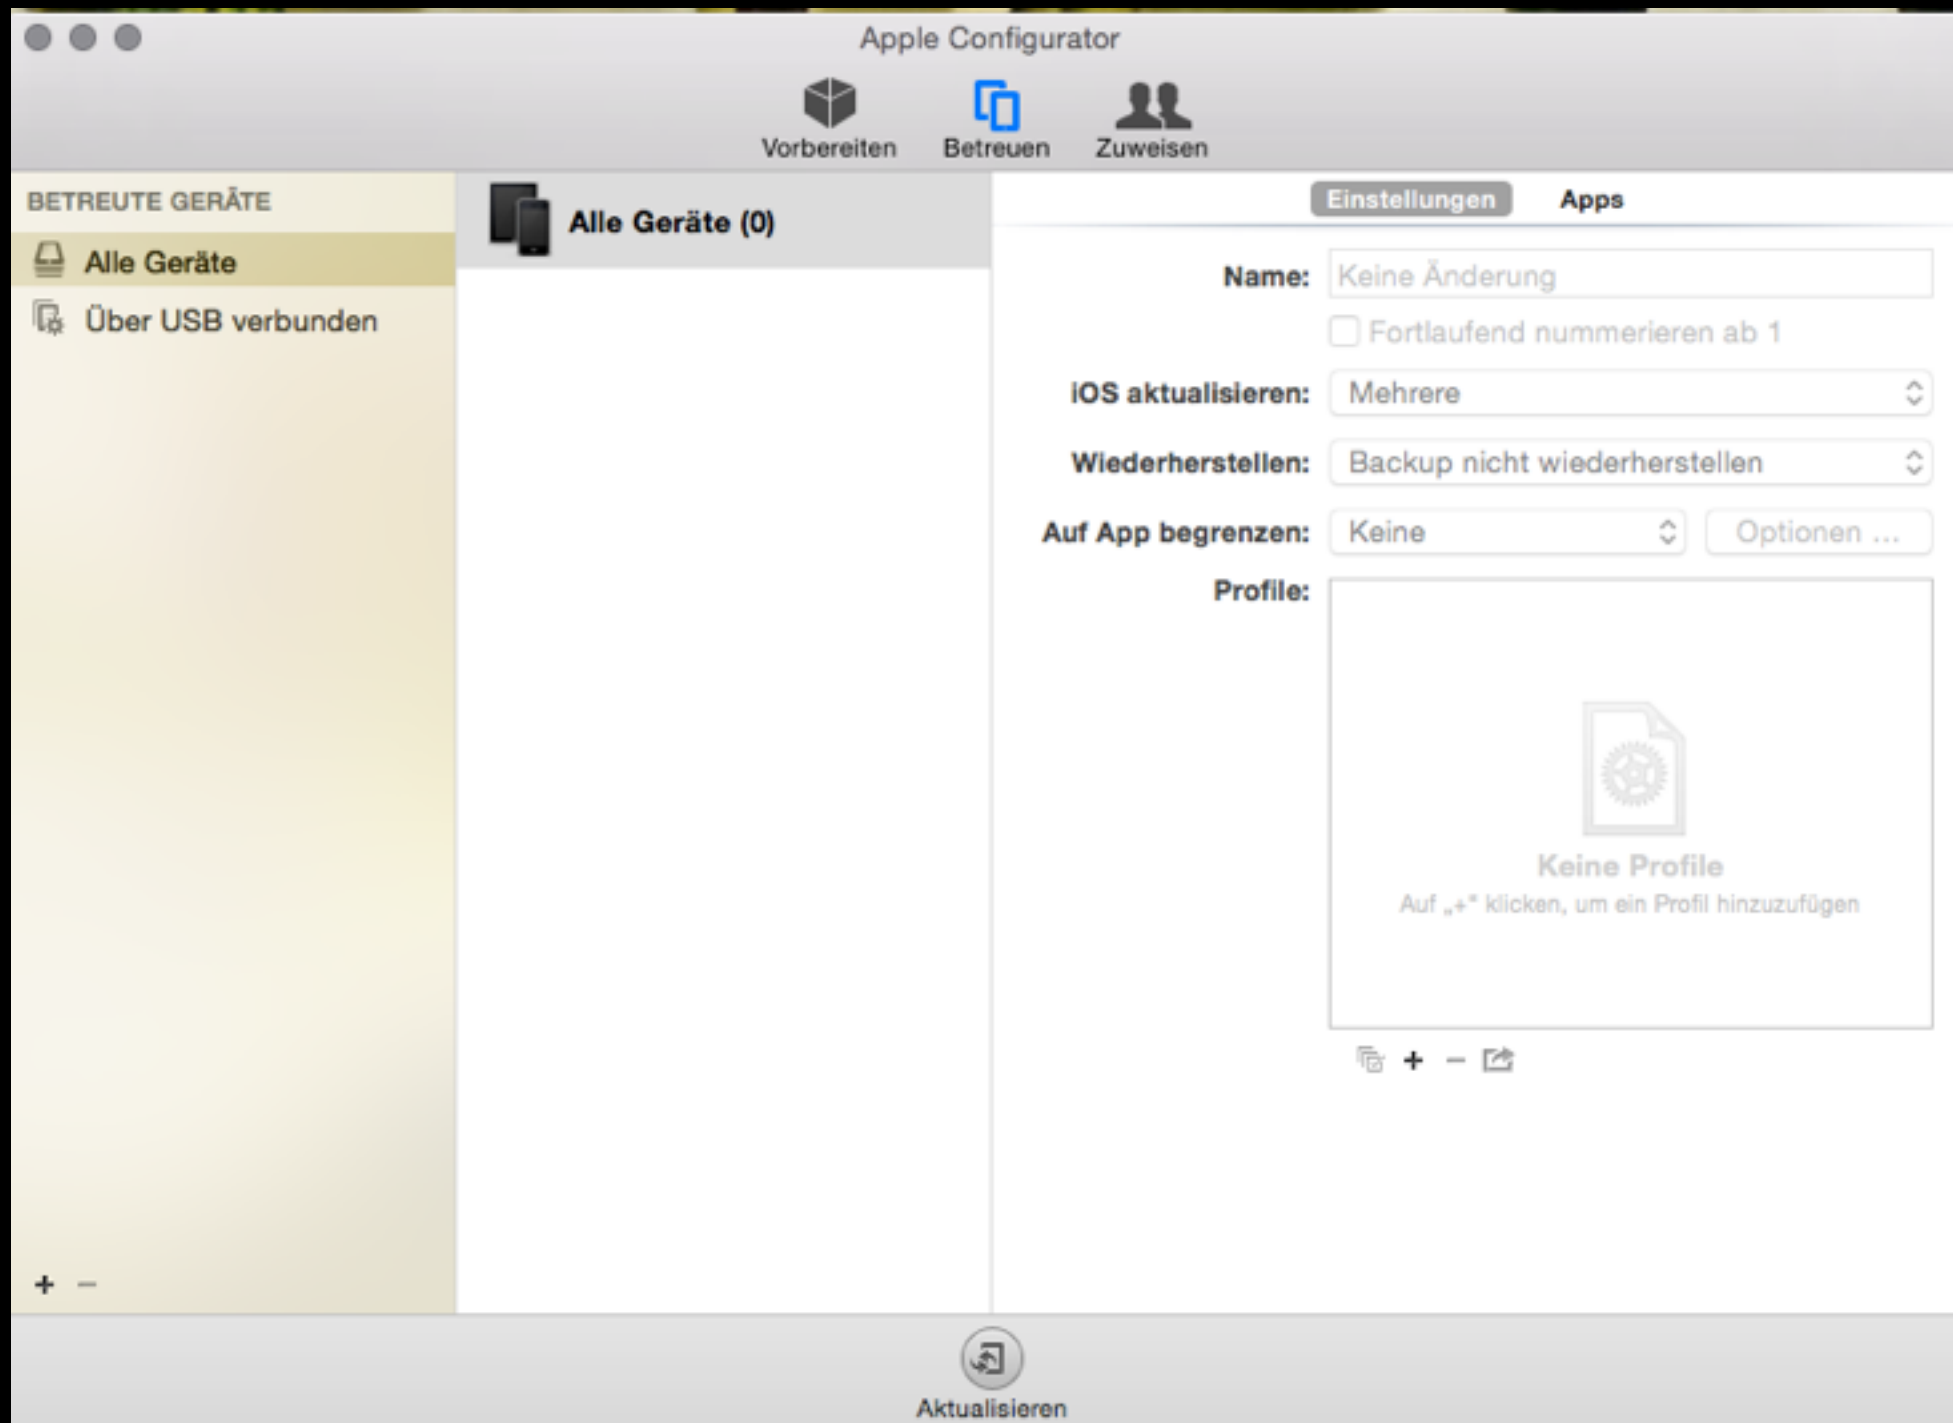 Apple Configurator
Vorbereiten
Betreuen
Zuweisen
BETREUTE GERÄTE
Alle Geräte
Über USB verbunden
Alle Geräte (0)
Einstellungen
Apps
Name: Keine Änderung
Fortlaufend nummerieren ab 1
iOS aktualisieren: Mehrere
Wiederherstellen: Backup nicht wiederherstellen
Auf App begrenzen: Keine Optionen ...
Profile:
Keine Profile
Auf „+“ klicken, um ein Profil hinzuzufügen
Aktualisieren